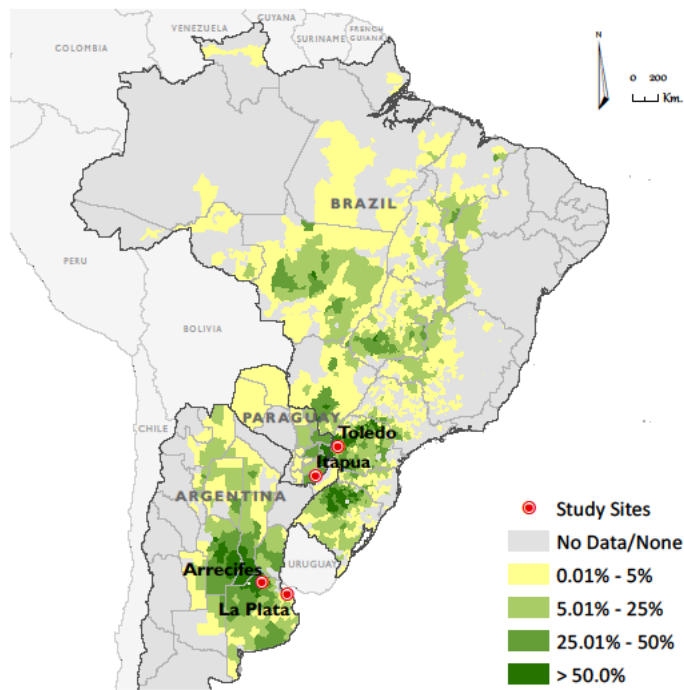 GUYANA
VENEZUELA
SURINAME
FRENCH
GUIANA
COLOMBIA
N
0 200
Km.
BRAZIL
PERU
BOLIVIA
PARAGUAY
CHILE
Toledo
Itapua
ARGENTINA
URUGUAY
Arrecifes
La Plata
Study Sites
No Data/None
0.01% - 5%
5.01% - 25%
25.01% - 50%
> 50.0%